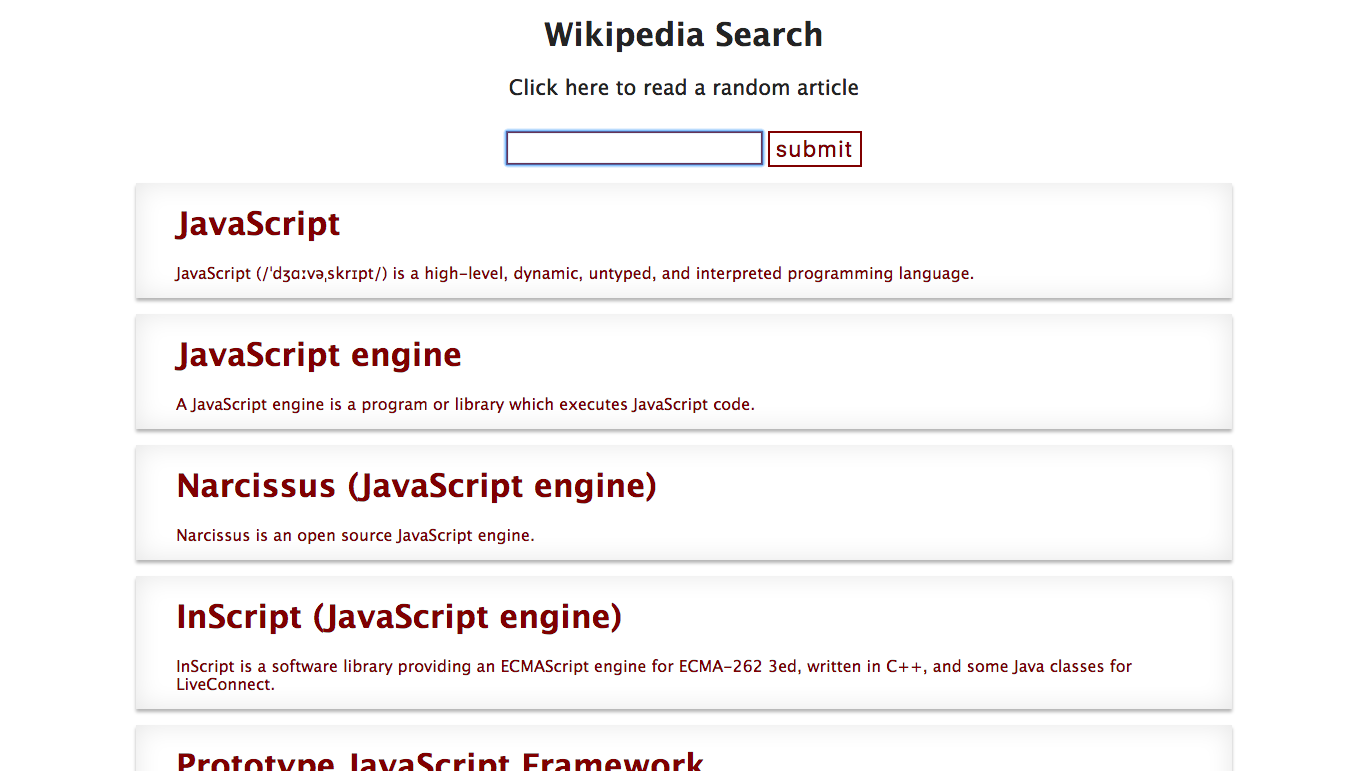 Wikipedia Search
Click here to read a random article
submit
JavaScript
JavaScript (/ˈdʒɑːvəˌskrɪpt/) is a high-level, dynamic, untyped, and interpreted programming language.
JavaScript engine
A JavaScript engine is a program or library which executes JavaScript code.
Narcissus (JavaScript engine)
Narcissus is an open source JavaScript engine.
InScript (JavaScript engine)
InScript is a software library providing an ECMAScript engine for ECMA-262 3ed, written in C++, and some Java classes for
LiveConnect.
Prototype JavaScript Framework